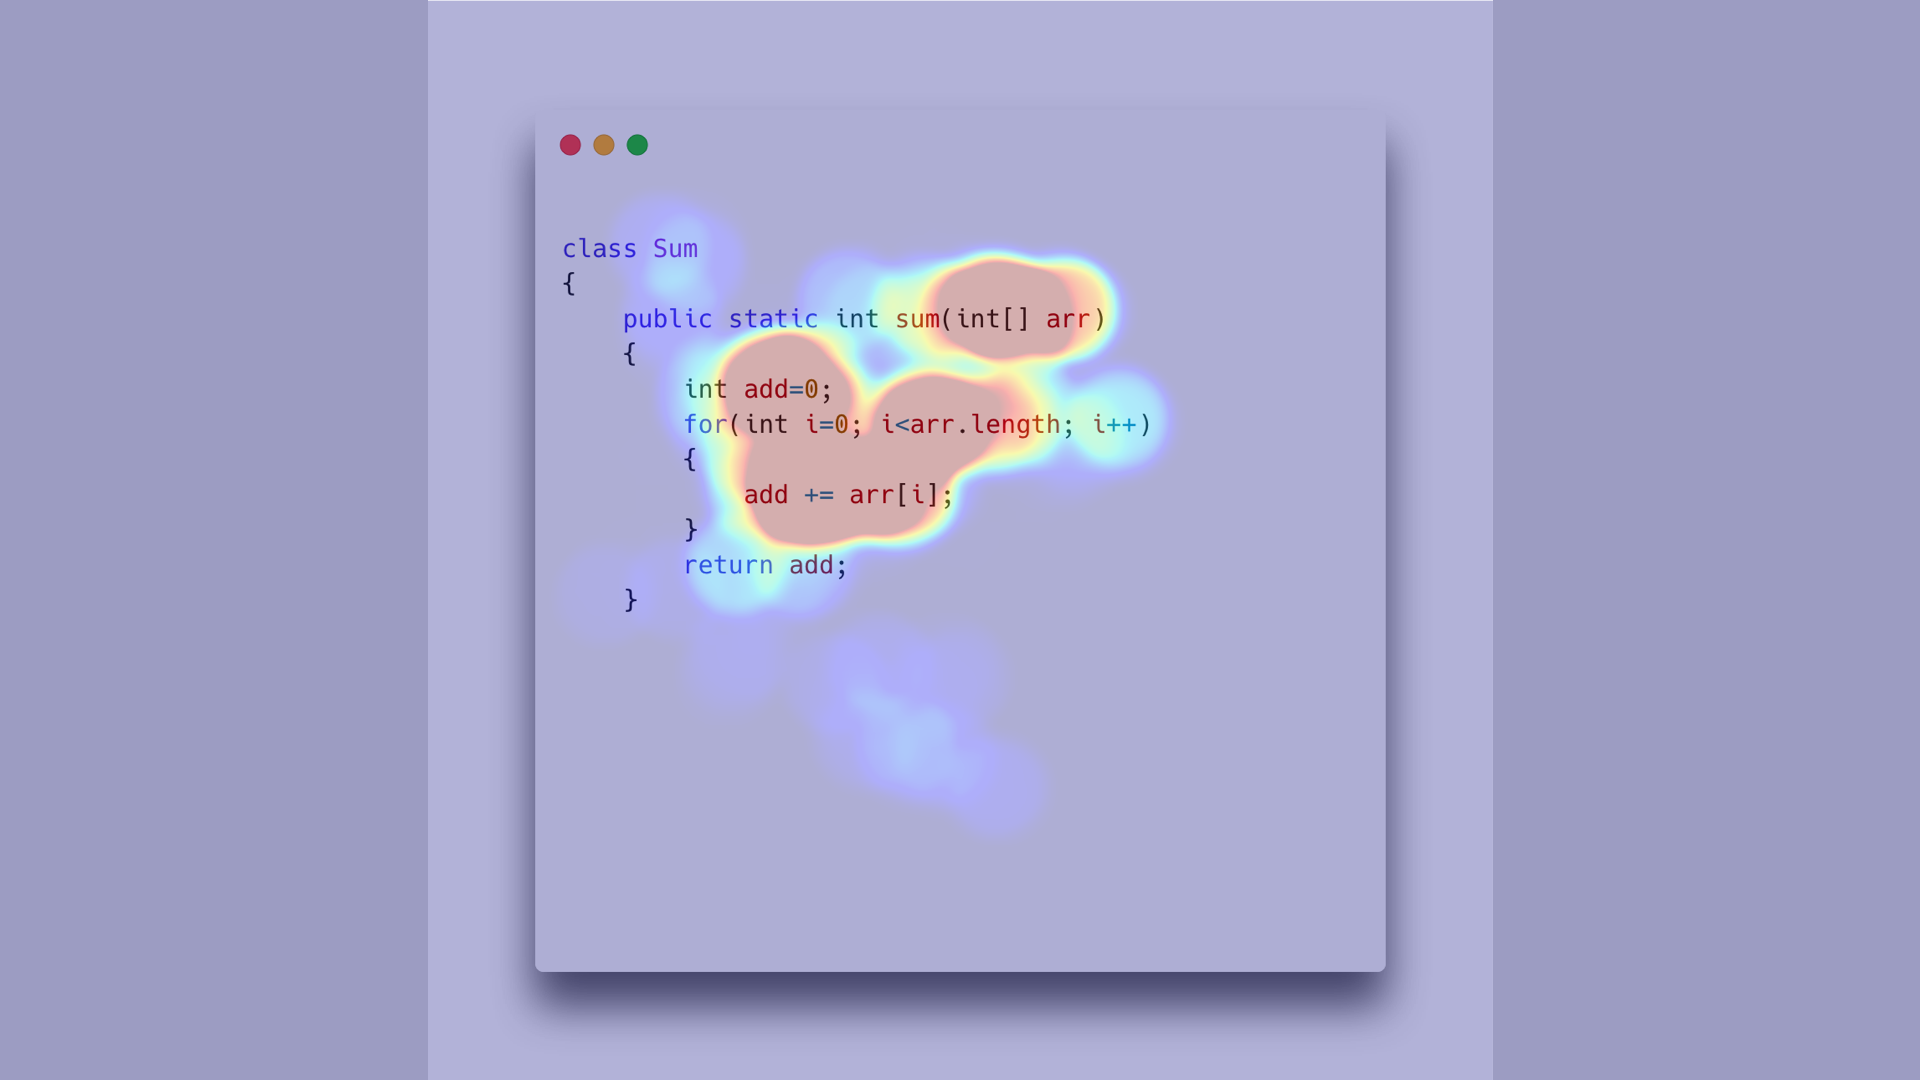 class Sum
{
    public static int sum(int[] arr)
    {
        int add=0;
        for(int i=0; i<arr.length; i++)
        {
            add += arr[i];
        }
        return add;
    }